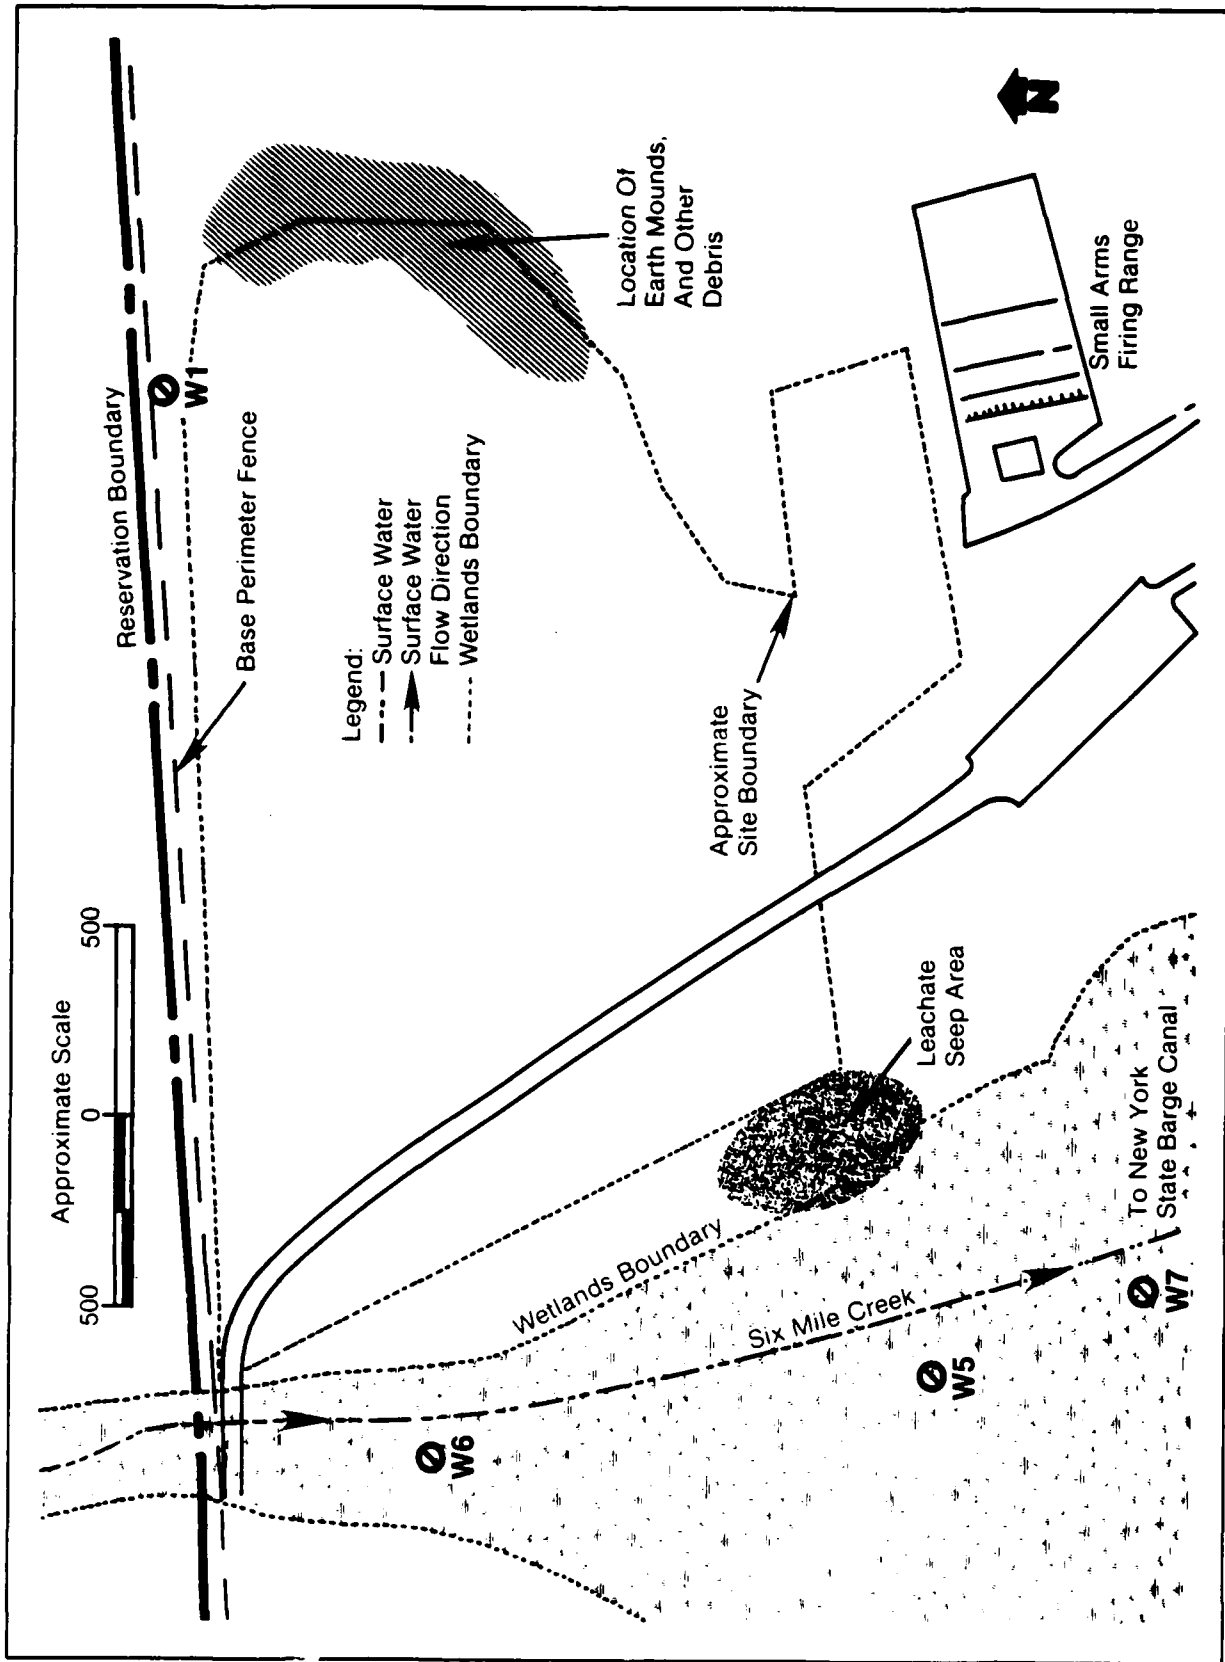 Approximate Scale
500
0
500
Reservation Boundary
W1
Base Perimeter Fence
Legend:
Surface Water
Surface Water
Flow Direction
Wetlands Boundary
Location Of
Earth Mounds,
And Other
Debris
N
Small Arms
Firing Range
Approximate
Site Boundary
Leachate
Seep Area
Wetlands Boundary
Six Mile Creek
W6
W5
W7
To New York
State Barge Canal